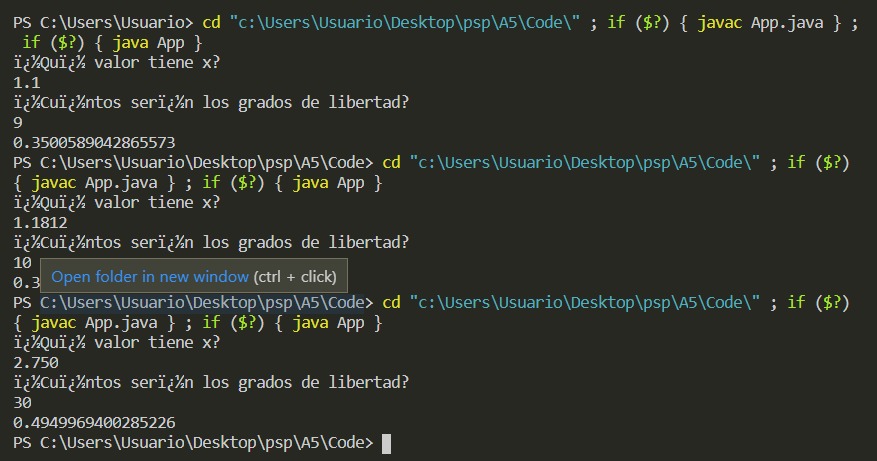 PS C:\Users\Usuario> cd "c:\Users\Usuario\Desktop\psp\A5\Code\" ; if ($?) { javac App.java } ;
if ($?) { java App }
ï¿½Quï¿½ valor tiene x?
1.1
ï¿½Cuï¿½ntos serï¿½n los grados de libertad?
9
0.3500589042865573
PS C:\Users\Usuario\Desktop\psp\A5\Code> cd "c:\Users\Usuario\Desktop\psp\A5\Code\" ; if ($?)
{ javac App.java } ; if ($?) { java App }
ï¿½Quï¿½ valor tiene x?
1.1812
ï¿½Cuï¿½ntos serï¿½n los grados de libertad?
10
Open folder in new window (ctrl + click)
0.3
PS C:\Users\Usuario\Desktop\psp\A5\Code> cd "c:\Users\Usuario\Desktop\psp\A5\Code\" ; if ($?)
{ javac App.java } ; if ($?) { java App }
ï¿½Quï¿½ valor tiene x?
2.750
ï¿½Cuï¿½ntos serï¿½n los grados de libertad?
30
0.4949969400285226
PS C:\Users\Usuario\Desktop\psp\A5\Code>